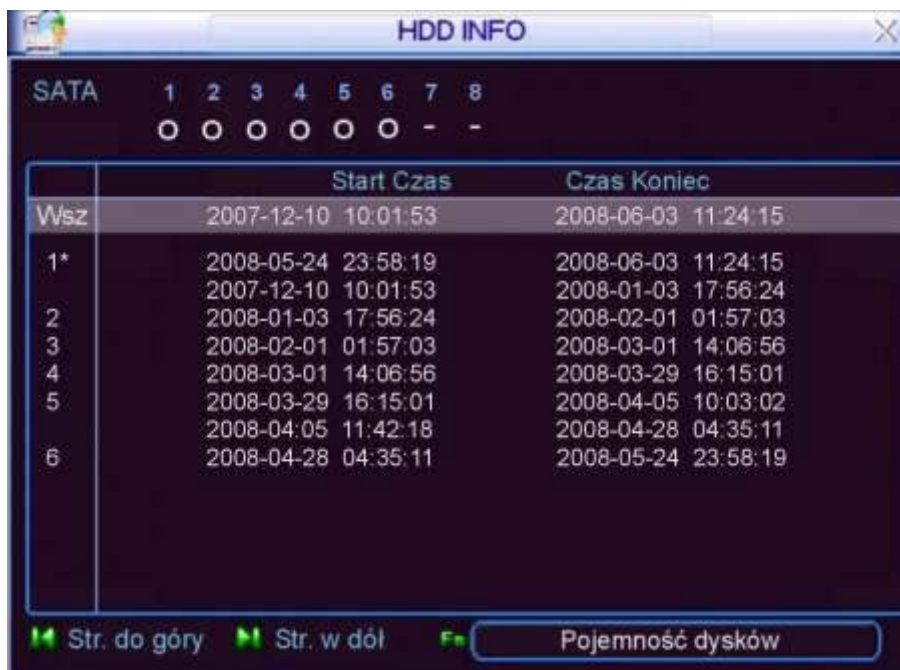 HDD INFO
SATA 1 2 3 4 5 6 7 8
O O O O O O - -
Start Czas Czas Koniec
Wsz 2007-12-10 10:01:53 2008-06-03 11:24:15
1* 2008-05-24 23:58:19 2008-06-03 11:24:15
2007-12-10 10:01:53 2008-01-03 17:56:24
2 2008-01-03 17:56:24 2008-02-01 01:57:03
3 2008-02-01 01:57:03 2008-03-01 14:06:56
4 2008-03-01 14:06:56 2008-03-29 16:15:01
5 2008-03-29 16:15:01 2008-04-05 10:03:02
2008-04:05 11:42:18 2008-04-28 04:35:11
6 2008-04-28 04:35:11 2008-05-24 23:58:19
Str. do góry Str. w dół Fn Pojemność dysków